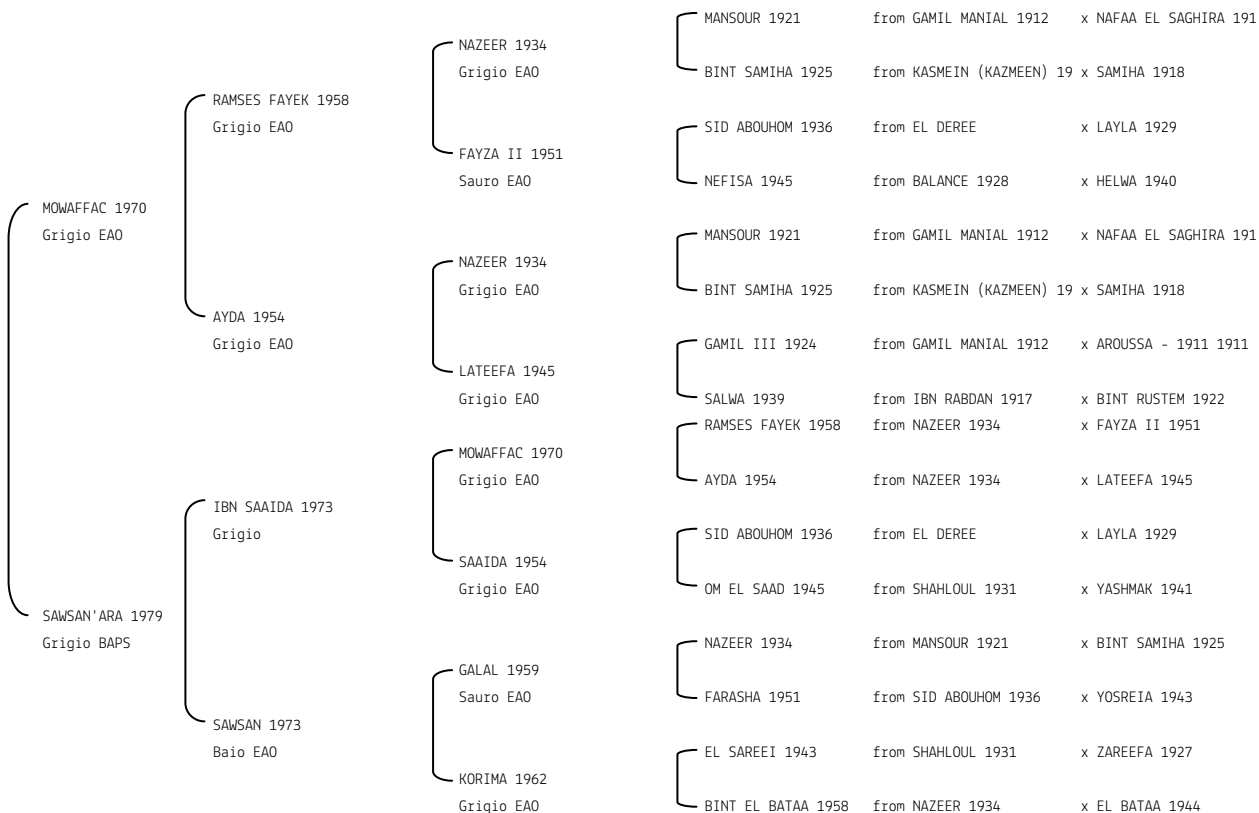 MANSOUR 1921 from GAMIL MANIAL 1912 x NAFAA EL SAGHIRA 191
NAZEER 1934
Grigio EAO
BINT SAMIHA 1925 from KASMEIN (KAZMEEN) 19 x SAMIHA 1918
RAMSES FAYEK 1958
Grigio EAO
SID ABOUHOM 1936 from EL DEREE x LAYLA 1929
FAYZA II 1951
Sauro EAO
NEFISA 1945 from BALANCE 1928 x HELWA 1940
MOWAFFAC 1970
Grigio EAO
MANSOUR 1921 from GAMIL MANIAL 1912 x NAFAA EL SAGHIRA 191
NAZEER 1934
Grigio EAO
BINT SAMIHA 1925 from KASMEIN (KAZMEEN) 19 x SAMIHA 1918
AYDA 1954
Grigio EAO
GAMIL III 1924 from GAMIL MANIAL 1912 x AROUSSA - 1911 1911
LATEEFA 1945
Grigio EAO
SALWA 1939 from IBN RABDAN 1917 x BINT RUSTEM 1922
RAMSES FAYEK 1958 from NAZEER 1934 x FAYZA II 1951
MOWAFFAC 1970
Grigio EAO
AYDA 1954 from NAZEER 1934 x LATEEFA 1945
IBN SAAIDA 1973
Grigio
SID ABOUHOM 1936 from EL DEREE x LAYLA 1929
SAAIDA 1954
Grigio EAO
OM EL SAAD 1945 from SHAHLOUL 1931 x YASHMAK 1941
SAWSAN'ARA 1979
Grigio BAPS
NAZEER 1934 from MANSOUR 1921 x BINT SAMIHA 1925
GALAL 1959
Sauro EAO
FARASHA 1951 from SID ABOUHOM 1936 x YOSREIA 1943
SAWSAN 1973
Baio EAO
EL SAREEI 1943 from SHAHLOUL 1931 x ZAREEFA 1927
KORIMA 1962
Grigio EAO
BINT EL BATAA 1958 from NAZEER 1934 x EL BATAA 1944